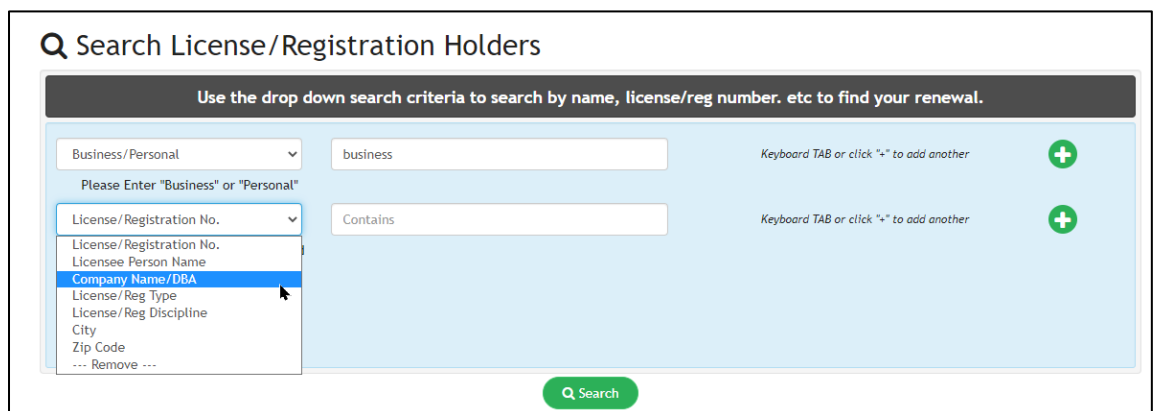 Search License/Registration Holders
Use the drop down search criteria to search by name, license/reg number. etc to find your renewal.
Business/Personal business Keyboard TAB or click "+" to add another
Please Enter "Business" or "Personal"
License/Registration No. Contains Keyboard TAB or click "+" to add another
License/Registration No.
Licensee Person Name
Company Name/DBA
License/Reg Type
License/Reg Discipline
City
Zip Code
--- Remove ---
Search